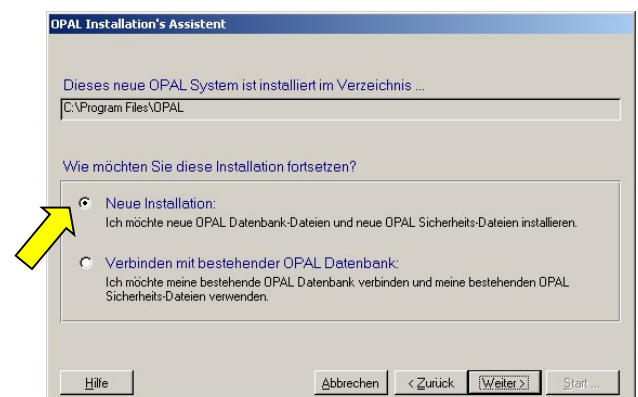 OPAL Installation's Assistent
Dieses neue OPAL System ist installiert im Verzeichnis ...
C:\Program Files\OPAL
Wie möchten Sie diese Installation fortsetzen?
Neue Installation:
Ich möchte neue OPAL Datenbank-Dateien und neue OPAL Sicherheits-Dateien installieren.
Verbinden mit bestehender OPAL Datenbank:
Ich möchte meine bestehende OPAL Datenbank verbinden und meine bestehenden OPAL
Sicherheits-Dateien verwenden.
Hilfe Abbrechen < Zurück Weiter > Start ...